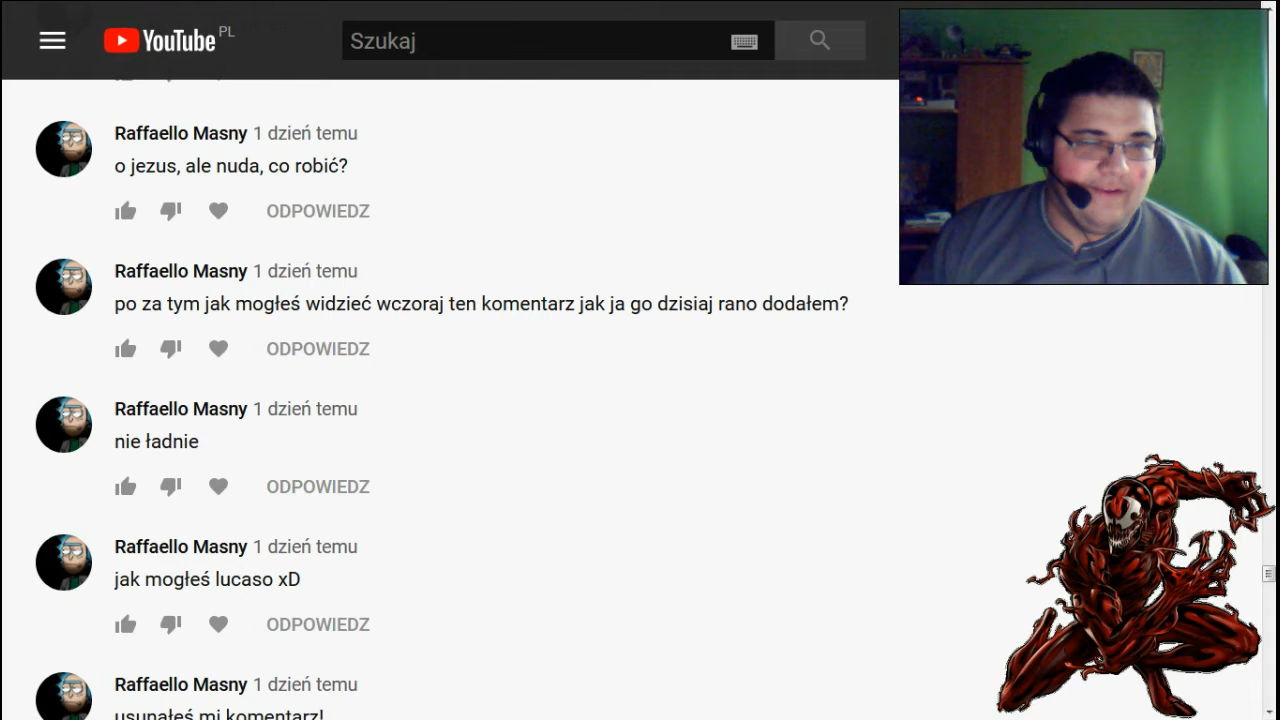 YouTube PL
Szukaj
Raffaello Masny 1 dzień temu
o jezus, ale nuda, co robić?
ODPOWIEDZ
Raffaello Masny 1 dzień temu
po za tym jak mogłeś widzieć wczoraj ten komentarz jak ja go dzisiaj rano dodałem?
ODPOWIEDZ
Raffaello Masny 1 dzień temu
nie ładnie
ODPOWIEDZ
Raffaello Masny 1 dzień temu
jak mogłeś lucaso xD
ODPOWIEDZ
Raffaello Masny 1 dzień temu
usunąłeś mi komentarz!